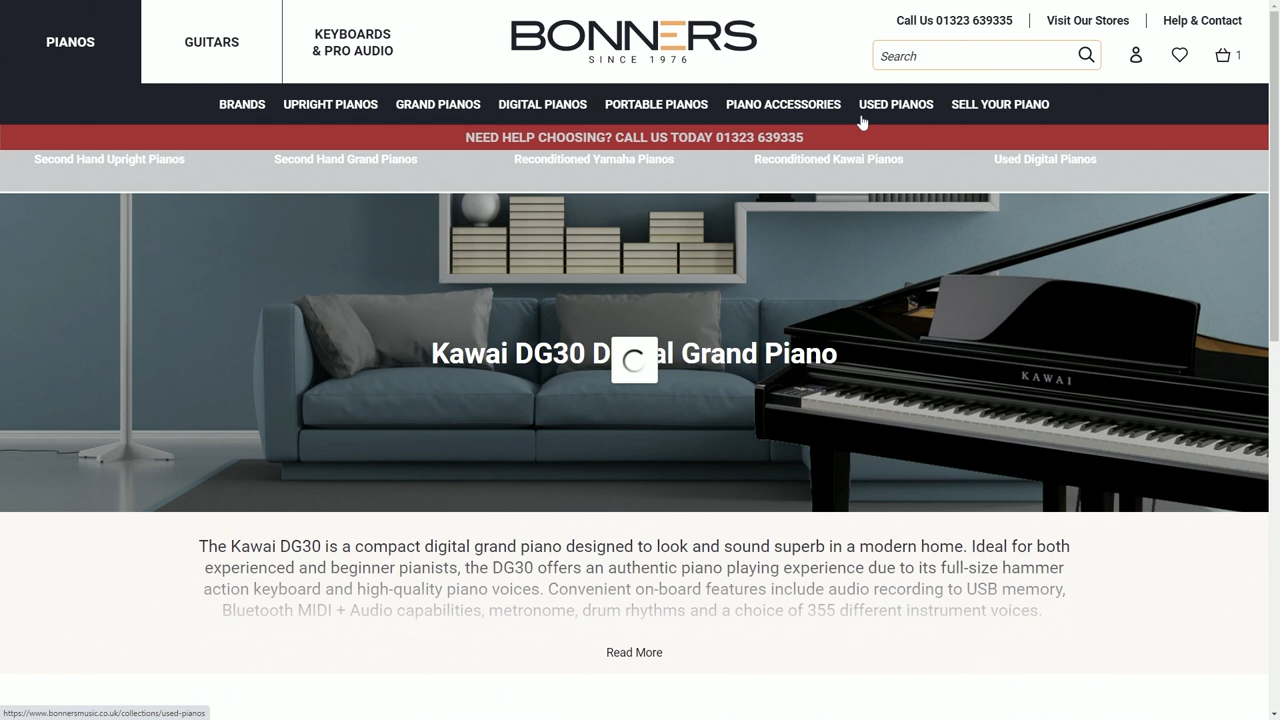 PIANOS
GUITARS
KEYBOARDS
& PRO AUDIO
BONNERS
SINCE 1976
Call Us 01323 639335
Visit Our Stores
Help & Contact
Search
1
BRANDS UPRIGHT PIANOS GRAND PIANOS DIGITAL PIANOS PORTABLE PIANOS PIANO ACCESSORIES USED PIANOS SELL YOUR PIANO
NEED HELP CHOOSING? CALL US TODAY 01323 639335
Second Hand Upright Pianos Second Hand Grand Pianos Reconditioned Yamaha Pianos Reconditioned Kawai Pianos Used Digital Pianos
Kawai DG30 D al Grand Piano
KAWAI
The Kawai DG30 is a compact digital grand piano designed to look and sound superb in a modern home. Ideal for both
experienced and beginner pianists, the DG30 offers an authentic piano playing experience due to its full-size hammer
action keyboard and high-quality piano voices. Convenient on-board features include audio recording to USB memory,
Bluetooth MIDI + Audio capabilities, metronome, drum rhythms and a choice of 355 different instrument voices.
Read More
https://www.bonnersmusic.co.uk/collections/used-pianos